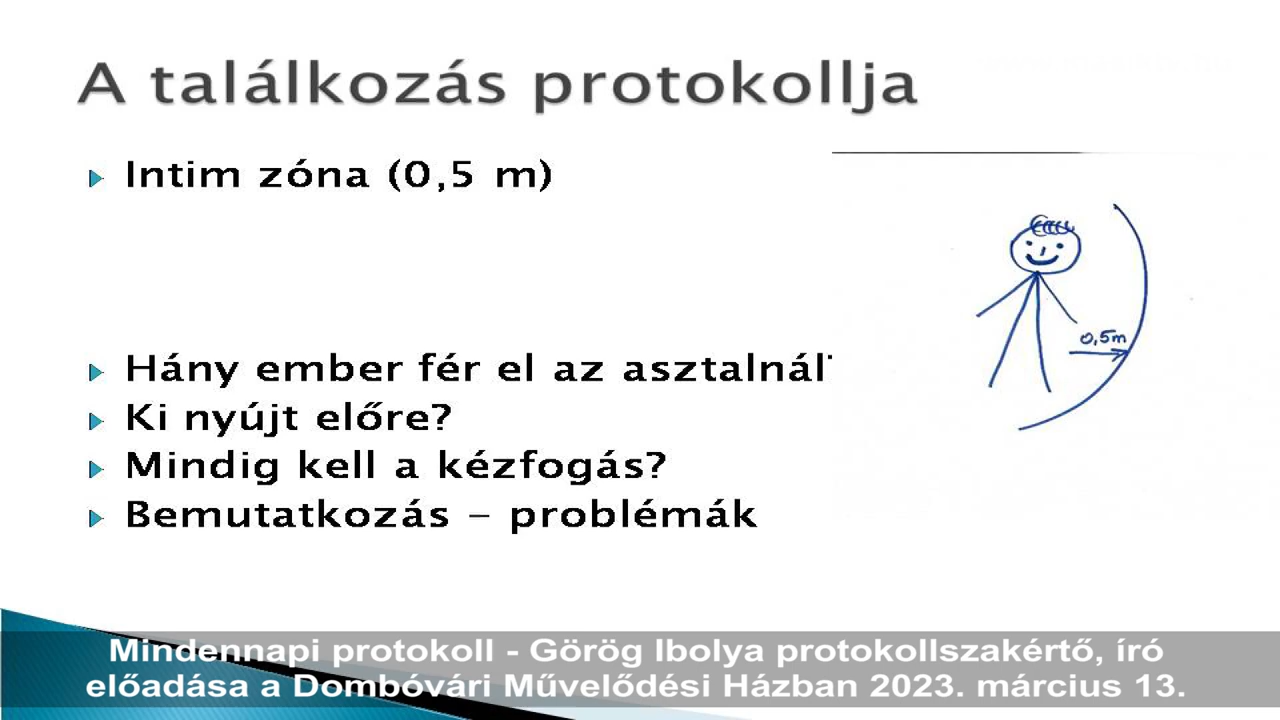 A találkozás protokollja
Intim zóna (0,5 m)
0,5m
Hány ember fér el az asztalnál
Ki nyújt előre?
Mindig kell a kézfogás?
Bemutatkozás – problémák
Mindennapi protokoll - Görög Ibolya protokollszakértő, író
előadása a Dombóvári Művelődési Házban 2023. március 13.